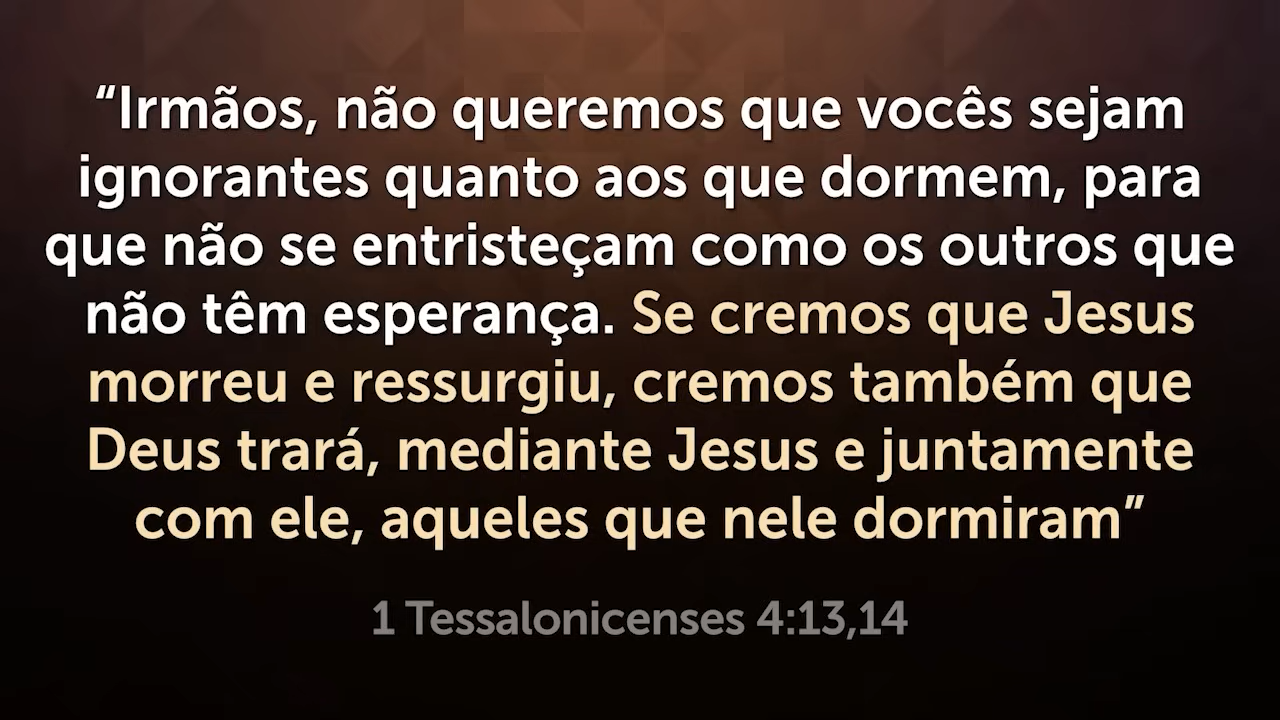 “Irmãos, não queremos que vocês sejam
ignorantes quanto aos que dormem, para
que não se entristeçam como os outros que
não têm esperança. Se cremos que Jesus
morreu e ressurgiu, cremos também que
Deus trará, mediante Jesus e juntamente
com ele, aqueles que nele dormiram”
1 Tessalonicenses 4:13,14